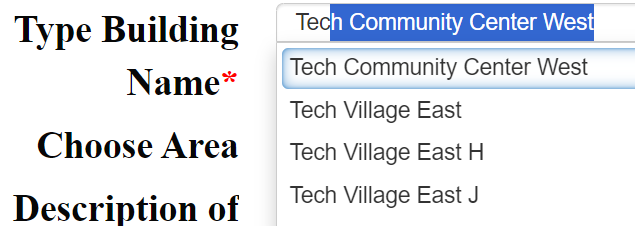 Type Building
Name*
Tech Community Center West
Tech Community Center West
Tech Village East
Tech Village East H
Tech Village East J
Choose Area
Description of